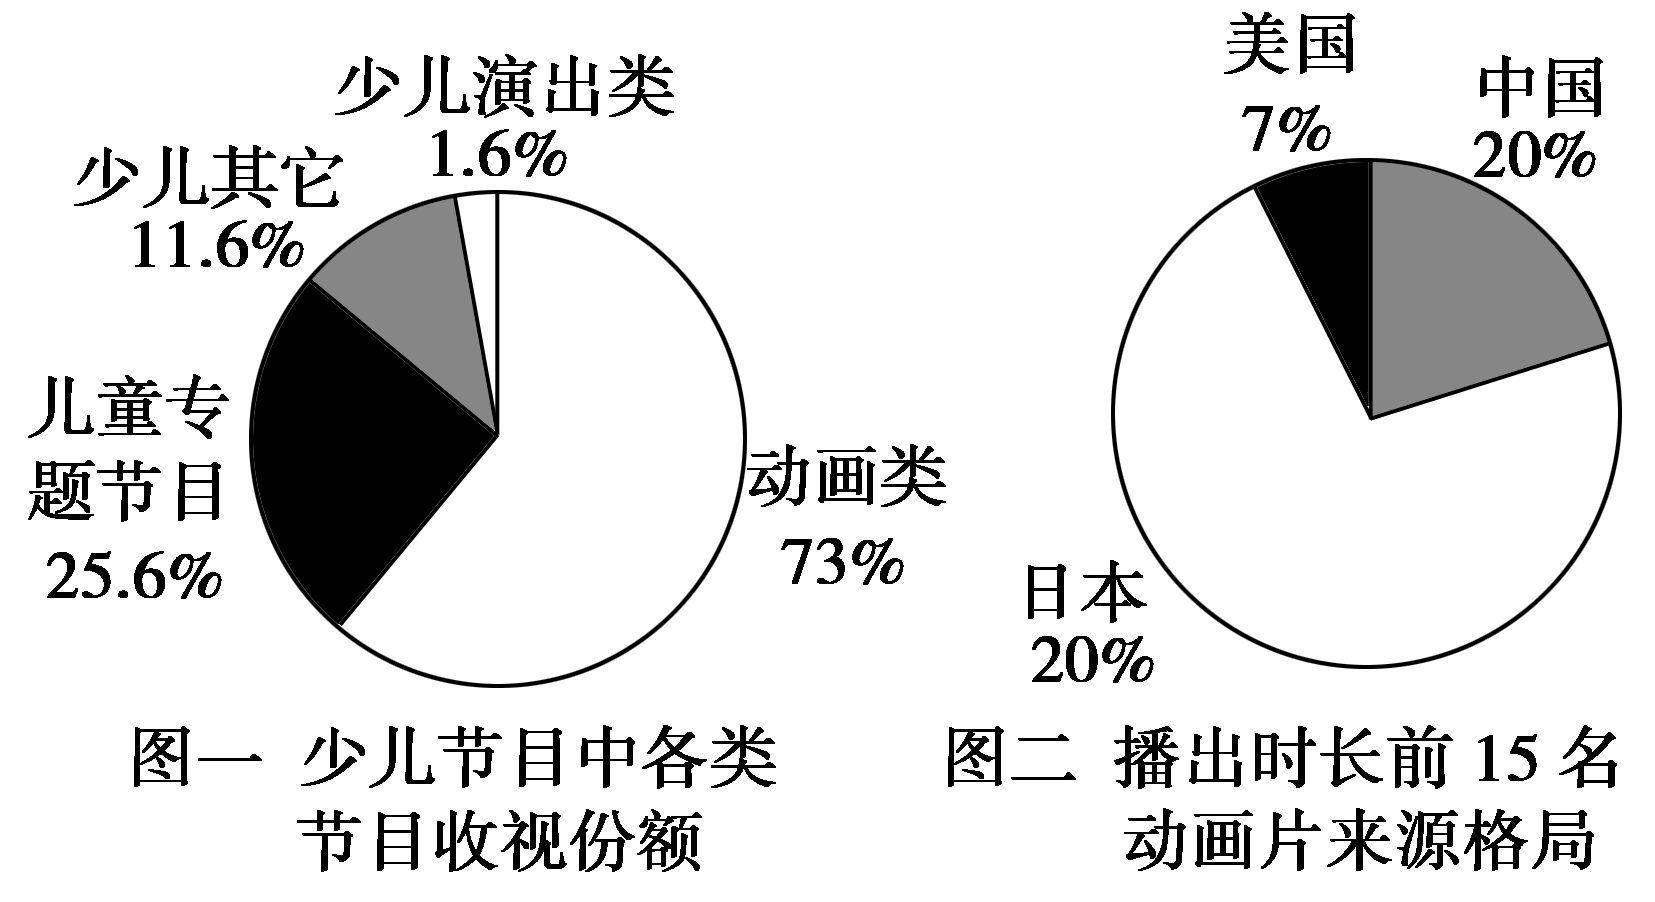 少儿演出类
1.6%
少儿其它
11.6%
儿童专
题节目
25.6%
动画类
73%
图一 少儿节目中各类
节目收视份额
美国
7%
中国
20%
日本
20%
图二 播出时长前 15 名
动画片来源格局